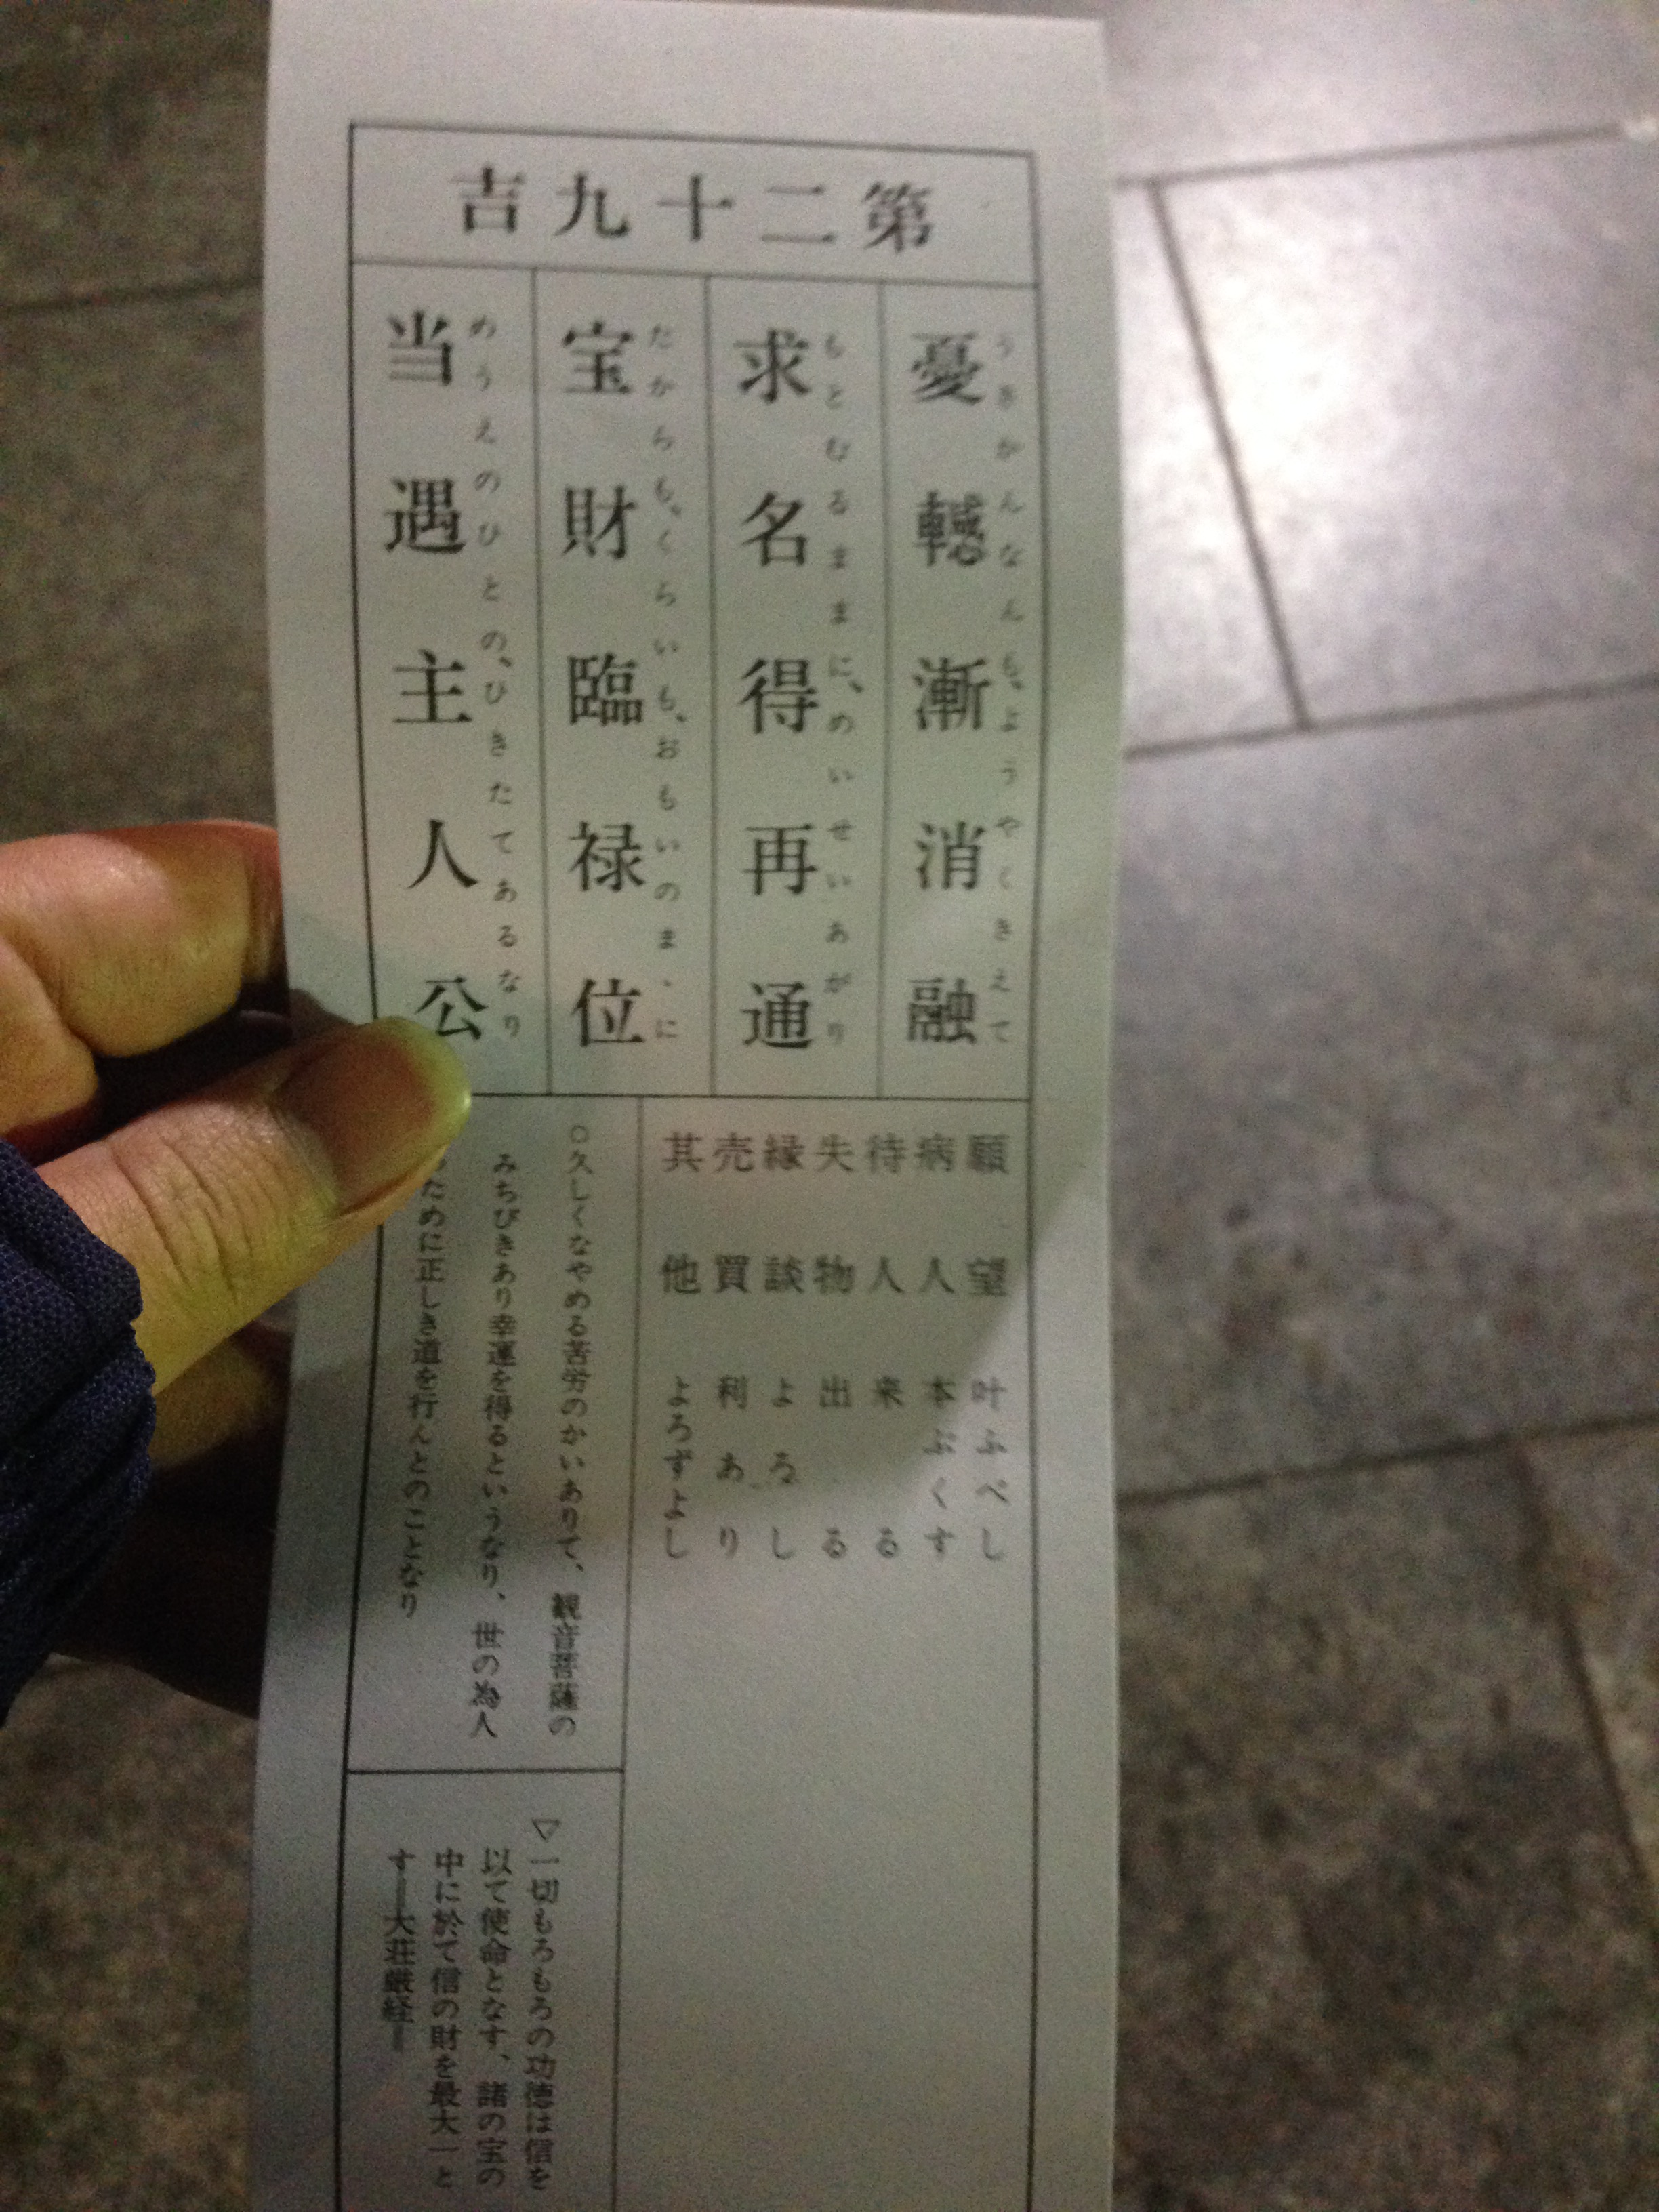 第二十九吉
憂轗漸消融
うきかんなんも、ようやくきえて
求名得再通
もとむるままに、めいせいあがり
宝財臨禄位
たからも、くらいも、おもいのまゝに
当遇主人公
めうえのひとの、ひきたてあるなり
願望 叶ふべし
病人 本ぶくす
待人 来る
失物 出る
縁談 よろし
売買 利あり
其他 よろずよし
○久しくなやめる苦労のかいありて、観音菩薩の
みちびきあり幸運を得るというなり、世の為人
ために正しき道を行んとのことなり
▽一切もろもろの功徳は信を
以て使命となす、諸の宝の
中に於て信の財を最大一と
す―大荘厳経―